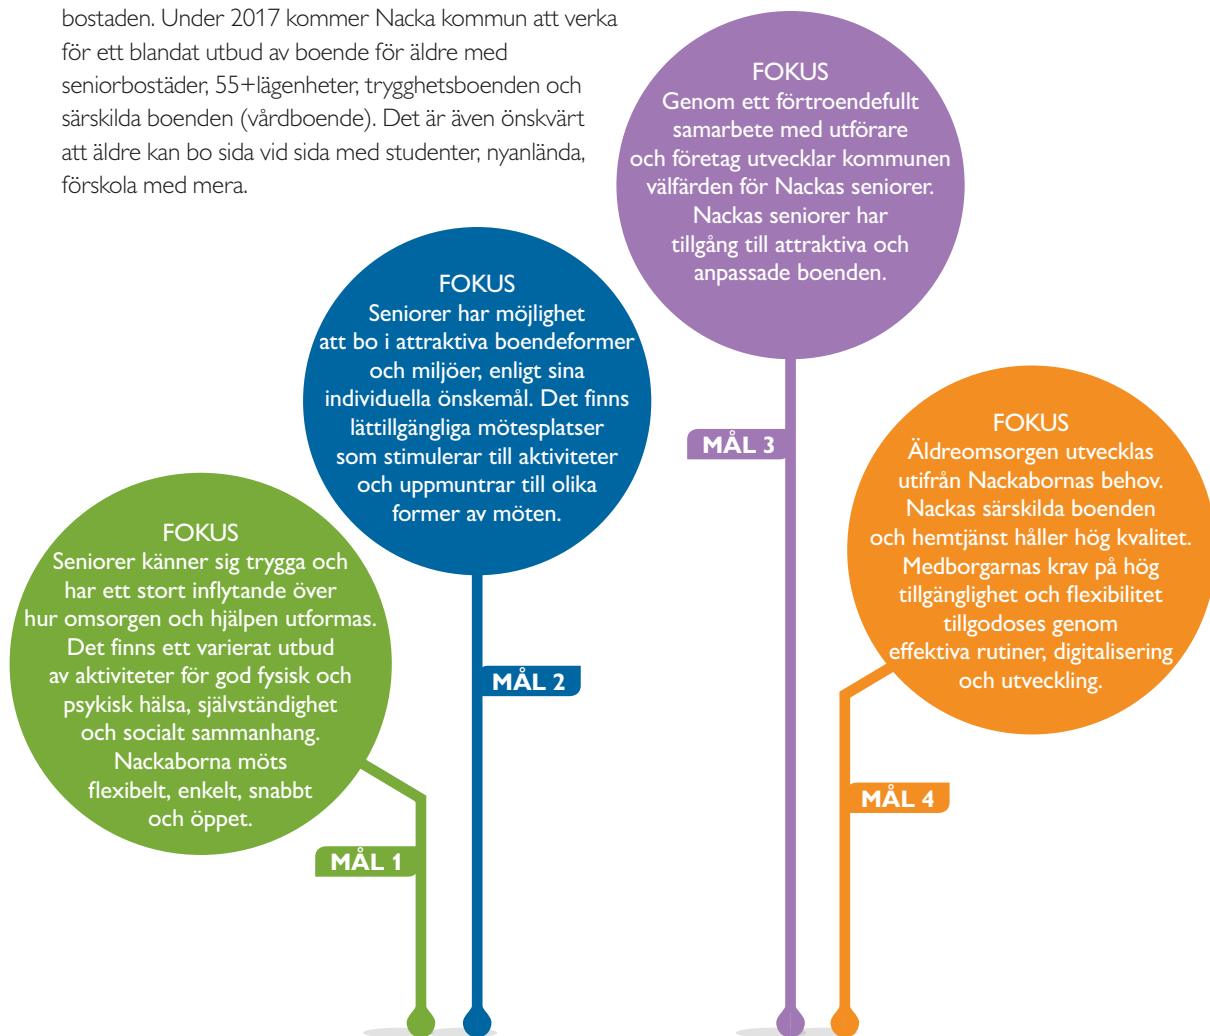 bostaden. Under 2017 kommer Nacka kommun att verka
för ett blandat utbud av boende för äldre med
seniorbostäder, 55+lägenheter, trygghetsboenden och
särskilda boenden (vårdboende). Det är även önskvärt
att äldre kan bo sida vid sida med studenter, nyanlända,
förskola med mera.
FOKUS
Seniorer känner sig trygga och
har ett stort inflytande över
hur omsorgen och hjälpen utformas.
Det finns ett varierat utbud
av aktiviteter för god fysisk och
psykisk hälsa, självständighet
och socialt sammanhang.
Nackaborna möts
flexibelt, enkelt, snabbt
och öppet.
MÅL 1
FOKUS
Seniorer har möjlighet
att bo i attraktiva boendeformer
och miljöer, enligt sina
individuella önskemål. Det finns
lättillgängliga mötesplatser
som stimulerar till aktiviteter
och uppmuntrar till olika
former av möten.
MÅL 2
FOKUS
Genom ett förtroendefullt
samarbete med utförare
och företag utvecklar kommunen
välfärden för Nackas seniorer.
Nackas seniorer har
tillgång till attraktiva och
anpassade boenden.
MÅL 3
FOKUS
Äldreomsorgen utvecklas
utifrån Nackabornas behov.
Nackas särskilda boenden
och hemtjänst håller hög kvalitet.
Medborgarnas krav på hög
tillgänglighet och flexibilitet
tillgodoses genom
effektiva rutiner, digitalisering
och utveckling.
MÅL 4